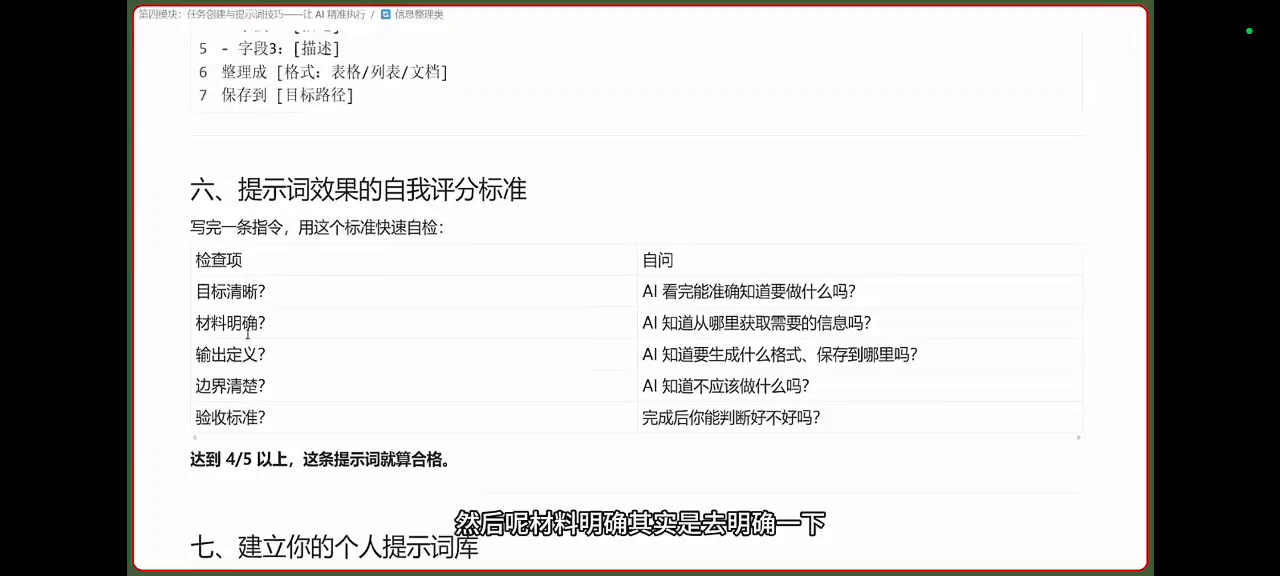 第四模块：任务创建与提示词技巧——让 AI 精准执行 / 信息整理类
5 - 字段3: [描述]
6 整理成 [格式: 表格/列表/文档]
7 保存到 [目标路径]
六、提示词效果的自我评分标准
写完一条指令，用这个标准快速自检：
检查项 自问
目标清晰？ AI 看完能准确知道要做什么吗？
材料明确？ AI 知道从哪里获取需要的信息吗？
输出定义？ AI 知道要生成什么格式、保存到哪里吗？
边界清楚？ AI 知道不应该做什么吗？
验收标准？ 完成后你能判断好不好吗？
达到 4/5 以上，这条提示词就算合格。
然后呢材料明确其实是去明确一下
七、建立你的个人提示词库